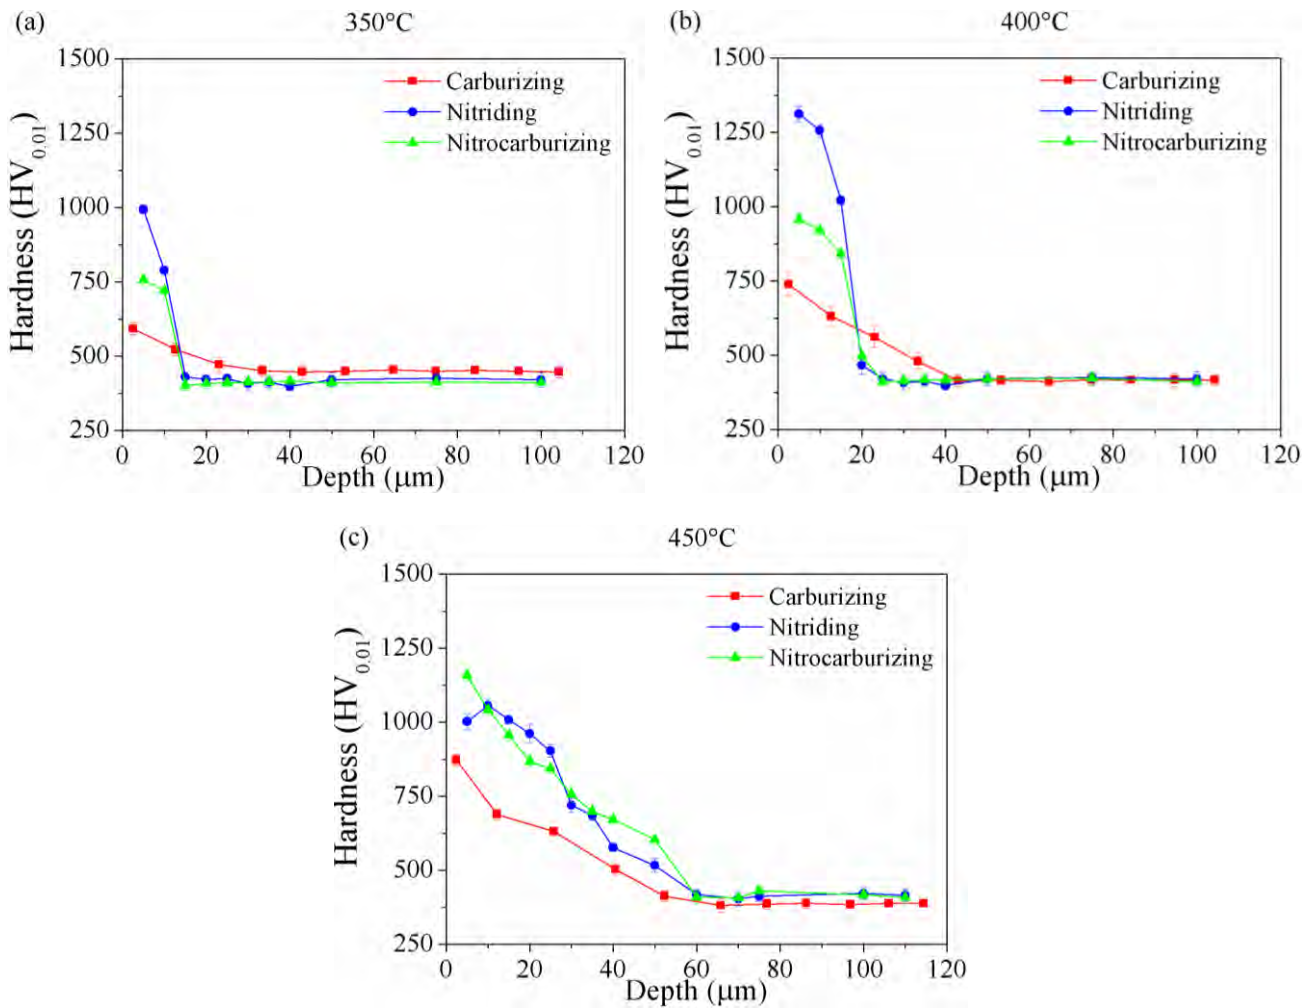 (a)
350°C
1500
1250
1000
750
500
250
Hardness (HV0.01)
Carburizing
Nitriding
Nitrocarburizing
0 20 40 60 80 100 120
Depth (μm)
(b)
400°C
1500
1250
1000
750
500
250
Hardness (HV0.01)
Carburizing
Nitriding
Nitrocarburizing
0 20 40 60 80 100 120
Depth (μm)
(c)
450°C
1500
1250
1000
750
500
250
Hardness (HV0.01)
Carburizing
Nitriding
Nitrocarburizing
0 20 40 60 80 100 120
Depth (μm)